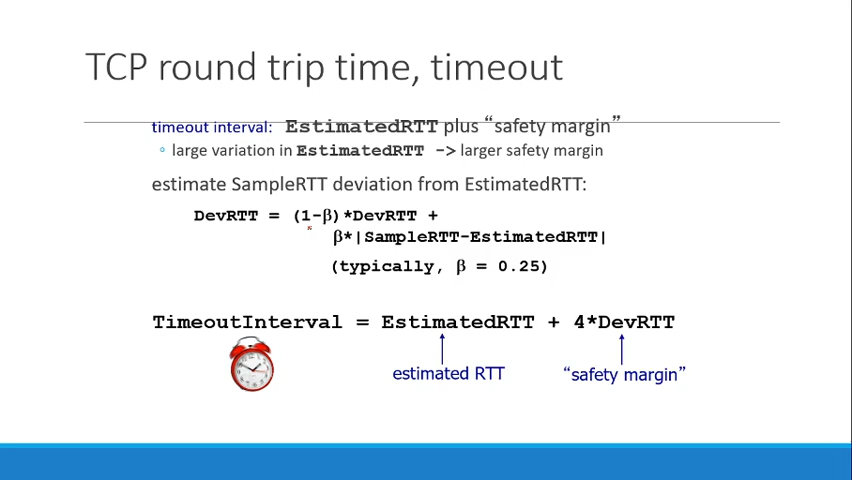 TCP round trip time, timeout
timeout interval: EstimatedRTT plus “safety margin”
◦ large variation in EstimatedRTT -> larger safety margin
estimate SampleRTT deviation from EstimatedRTT:
DevRTT = (1-β)*DevRTT +
β*|SampleRTT-EstimatedRTT|
(typically, β = 0.25)
TimeoutInterval = EstimatedRTT + 4*DevRTT
estimated RTT “safety margin”